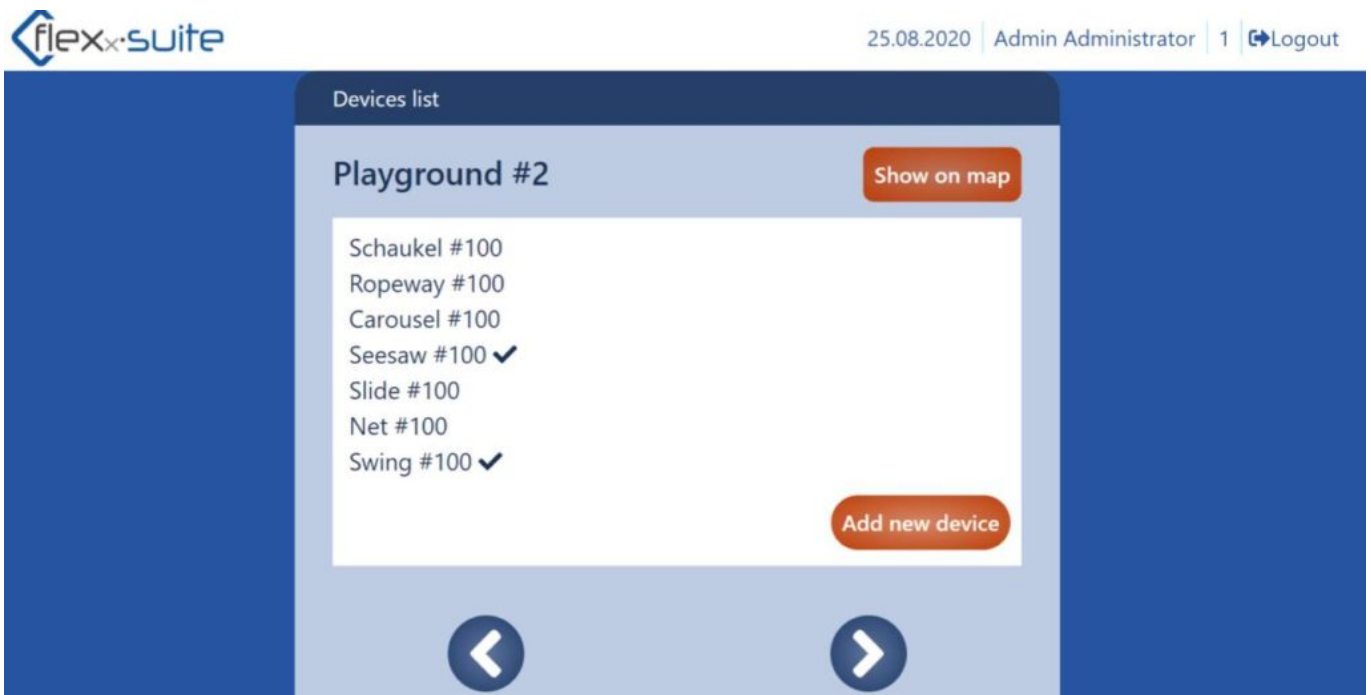 flexx·suite
25.08.2020 Admin Administrator 1 Logout
Devices list
Playground #2
Show on map
Schaukel #100
Ropeway #100
Carousel #100
Seesaw #100
Slide #100
Net #100
Swing #100
Add new device